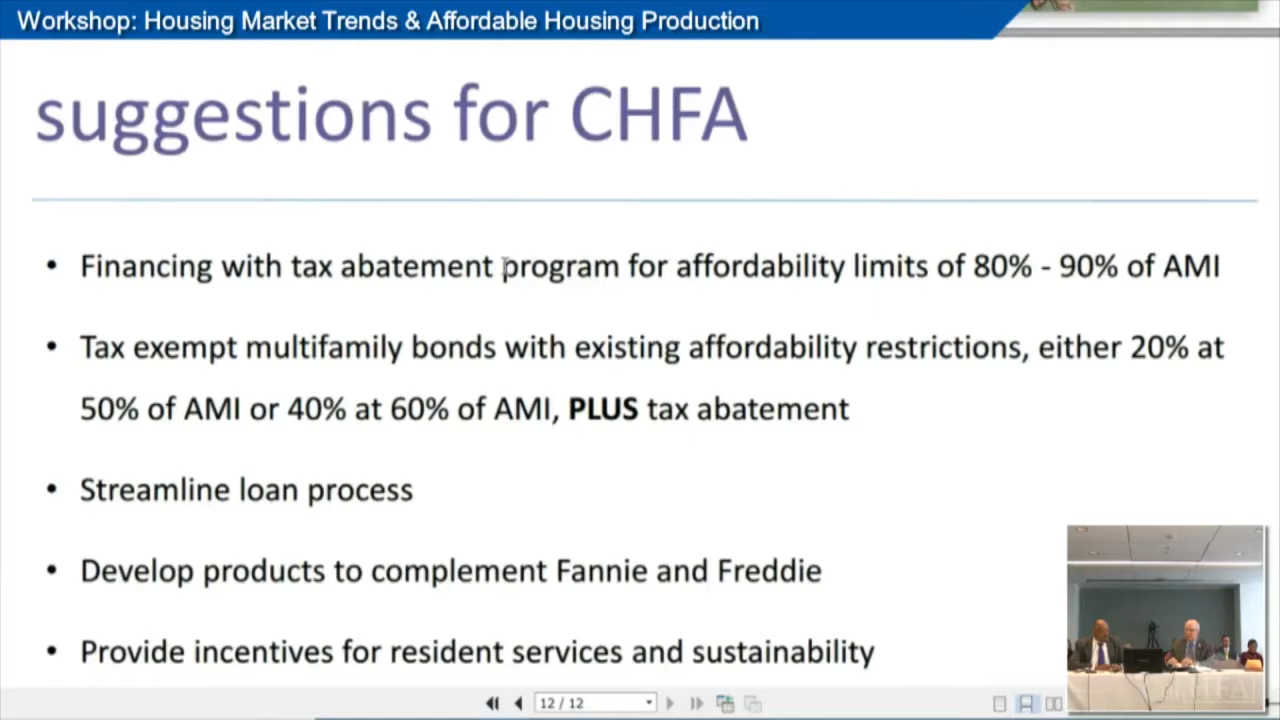 Workshop: Housing Market Trends & Affordable Housing Production
suggestions for CHFA
• Financing with tax abatement program for affordability limits of 80% - 90% of AMI
• Tax exempt multifamily bonds with existing affordability restrictions, either 20% at
50% of AMI or 40% at 60% of AMI, PLUS tax abatement
• Streamline loan process
• Develop products to complement Fannie and Freddie
• Provide incentives for resident services and sustainability
12 / 12